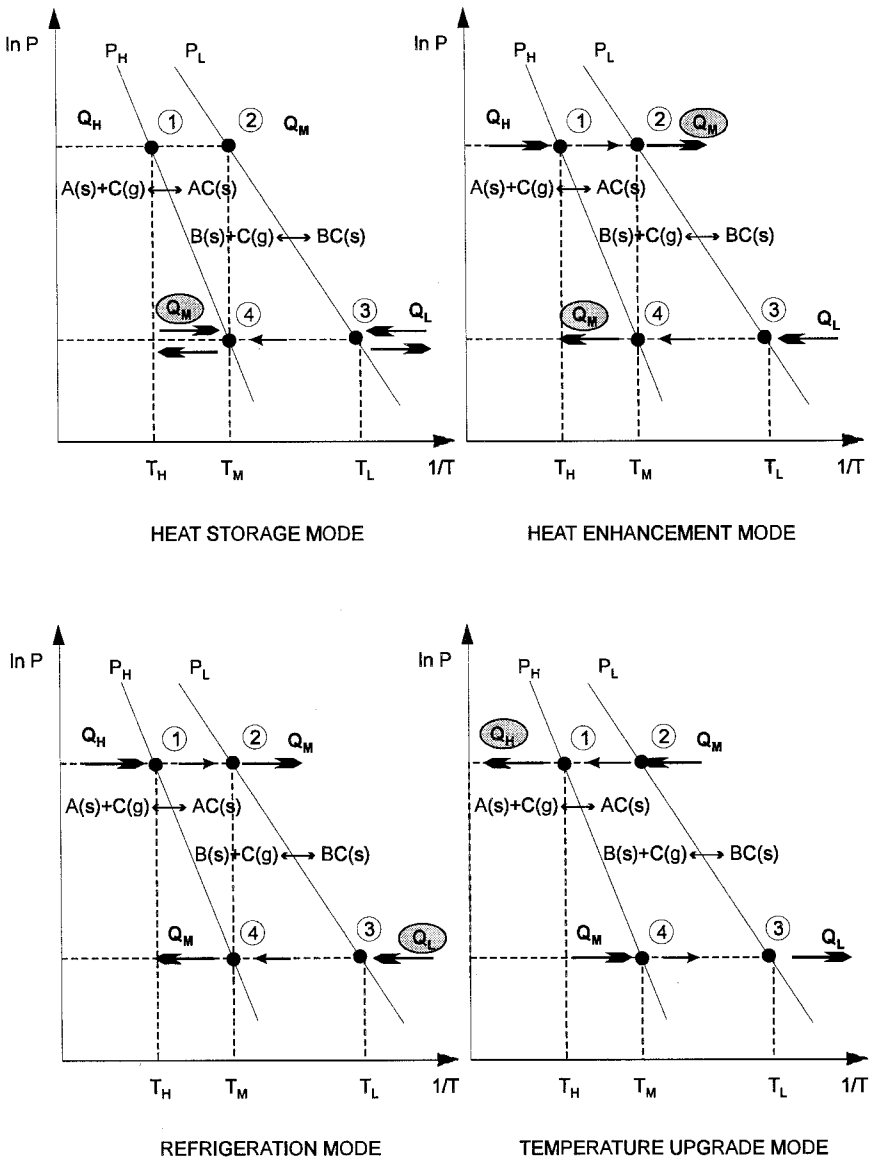 ln P
P_H
P_L
Q_H
1
2
Q_M
A(s)+C(g) ⟷ AC(s)
B(s)+C(g) ⟷ BC(s)
Q_M
4
3
Q_L
T_H
T_M
T_L
1/T
HEAT STORAGE MODE
ln P
P_H
P_L
Q_H
1
2
Q_M
A(s)+C(g) ⟷ AC(s)
B(s)+C(g) ⟷ BC(s)
Q_M
4
3
Q_L
T_H
T_M
T_L
1/T
HEAT ENHANCEMENT MODE
ln P
P_H
P_L
Q_H
1
2
Q_M
A(s)+C(g) ⟷ AC(s)
B(s)+C(g) ⟷ BC(s)
Q_M
4
3
Q_L
T_H
T_M
T_L
1/T
REFRIGERATION MODE
ln P
P_H
P_L
Q_H
1
2
Q_M
A(s)+C(g) ⟷ AC(s)
B(s)+C(g) ⟷ BC(s)
Q_M
4
3
Q_L
T_H
T_M
T_L
1/T
TEMPERATURE UPGRADE MODE